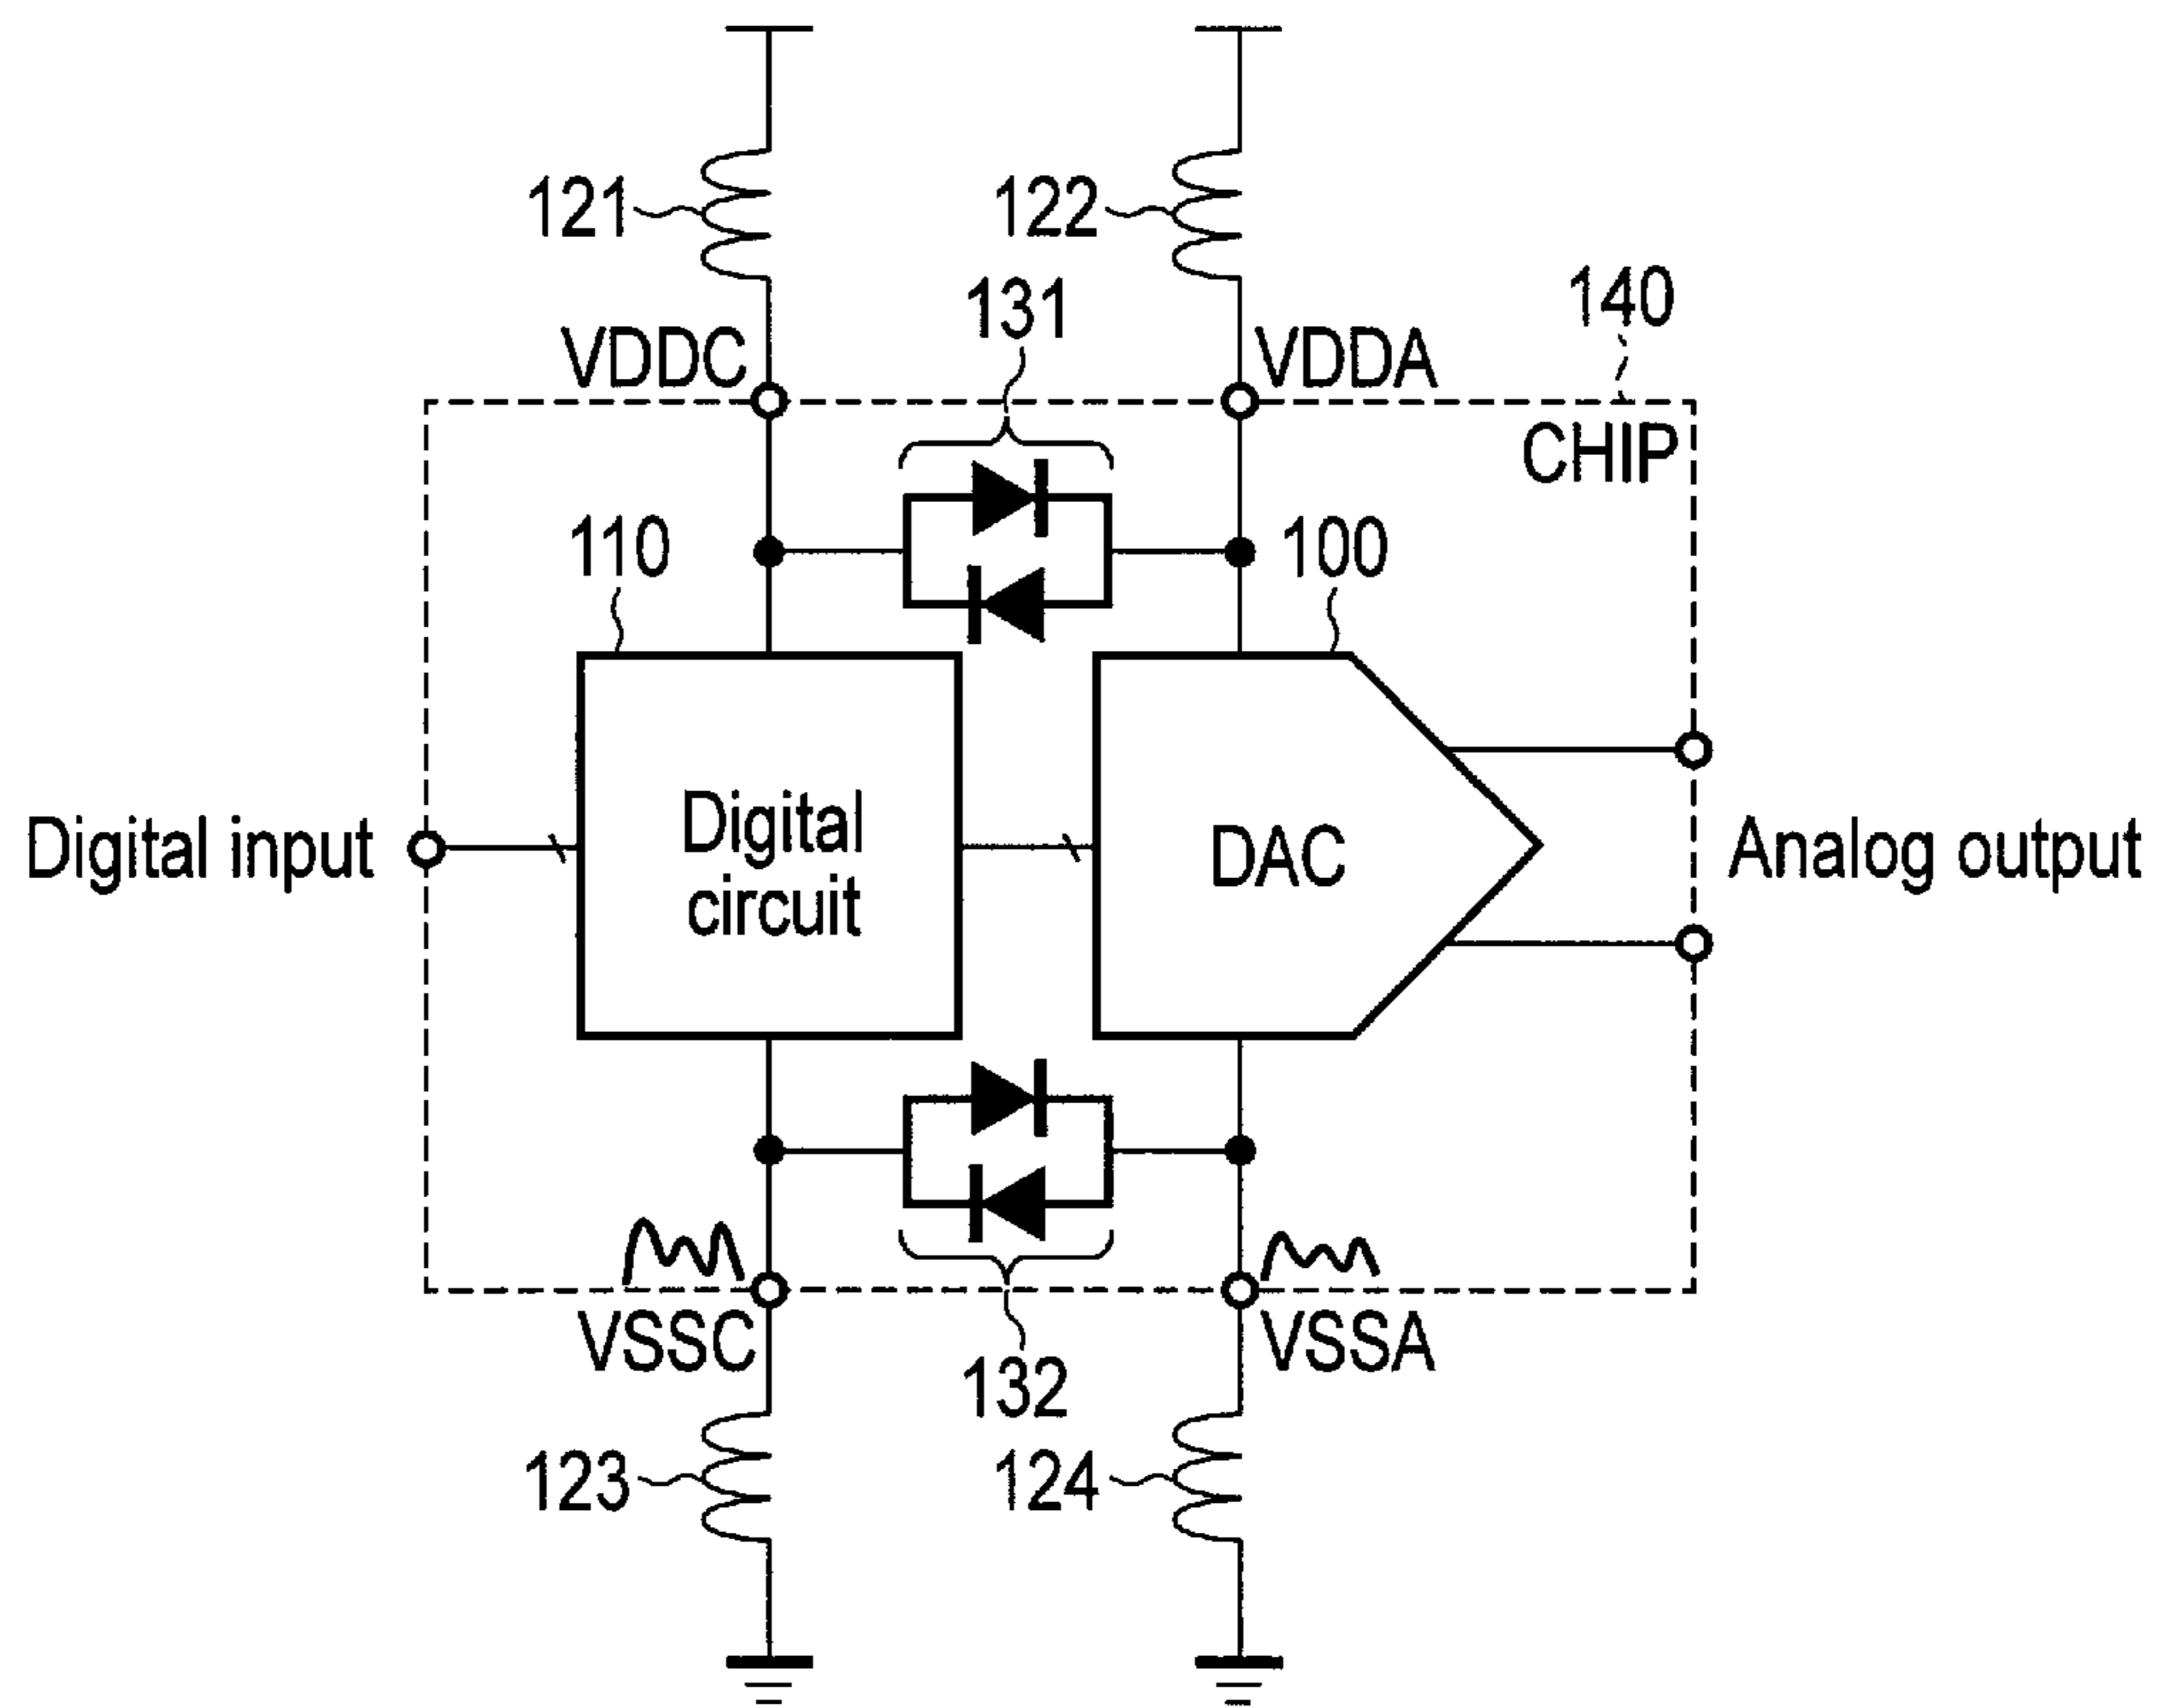 121
122
131
140
VDDC
VDDA
CHIP
110
100
Digital input
Digital
circuit
DAC
Analog output
VSSC
VSSA
132
123
124